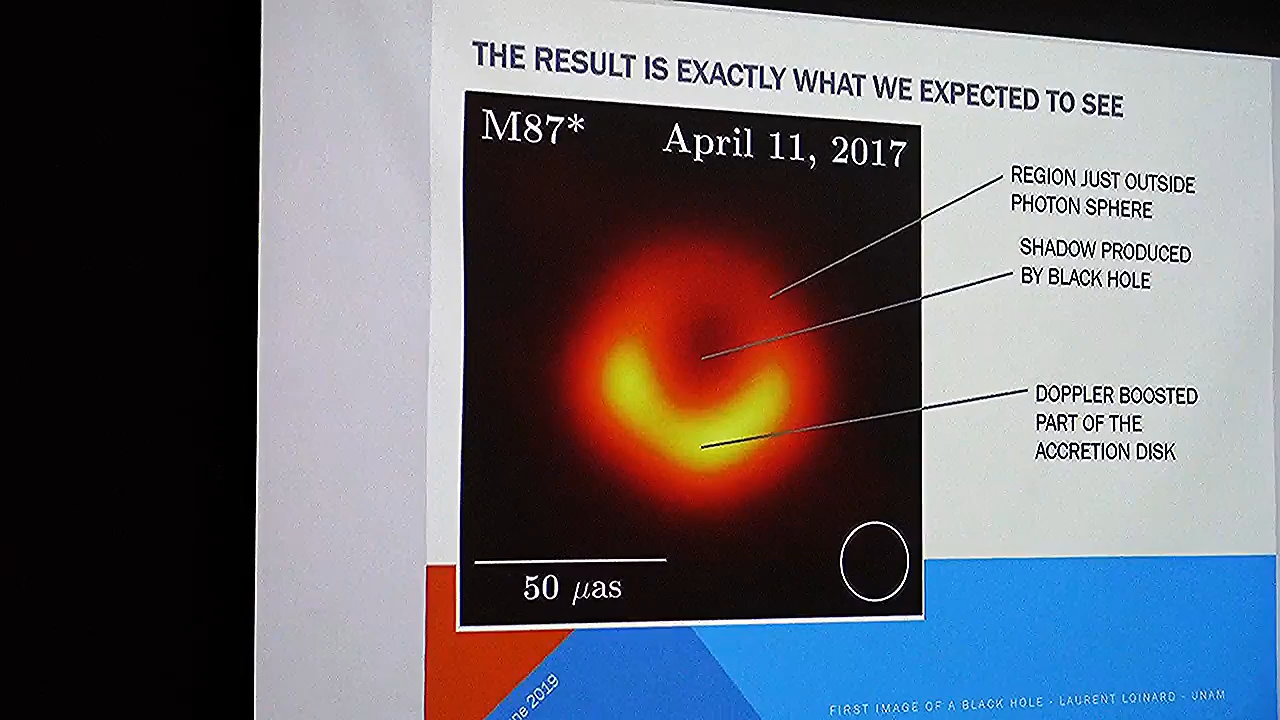 THE RESULT IS EXACTLY WHAT WE EXPECTED TO SEE
M87* April 11, 2017
REGION JUST OUTSIDE
PHOTON SPHERE
SHADOW PRODUCED
BY BLACK HOLE
DOPPLER BOOSTED
PART OF THE
ACCRETION DISK
50 μas
2019
FIRST IMAGE OF A BLACK HOLE - LAURENT LOINARD - UNAM